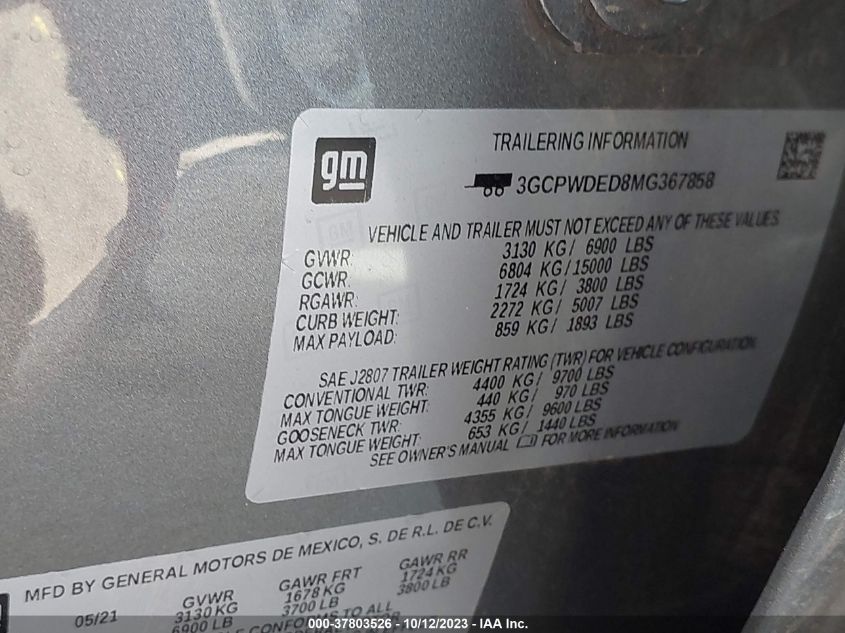 gm
TRAILERING INFORMATION
3GCPWDED8MG367858
VEHICLE AND TRAILER MUST NOT EXCEED ANY OF THESE VALUES
GVWR: 3130 KG / 6900 LBS
GCWR: 6804 KG / 15000 LBS
RGAWR: 1724 KG / 3800 LBS
CURB WEIGHT: 2272 KG / 5007 LBS
MAX PAYLOAD: 859 KG / 1893 LBS
SAE J2807 TRAILER WEIGHT RATING (TWR) FOR VEHICLE CONFIGURATION
CONVENTIONAL TWR: 4400 KG / 9700 LBS
MAX TONGUE WEIGHT: 440 KG / 970 LBS
GOOSENECK TWR: 4355 KG / 9600 LBS
MAX TONGUE WEIGHT: 653 KG / 1440 LBS
SEE OWNER'S MANUAL FOR MORE INFORMATION
MFD BY GENERAL MOTORS DE MEXICO, S. DE R.L. DE C.V.
05/21 GVWR GAWR FRT GAWR RR
3130 KG 1678 KG 1724 KG
6900 LB 3700 LB 3800 LB
CONFORMS TO ALL
000-37803526 - 10/12/2023 - IAA Inc.